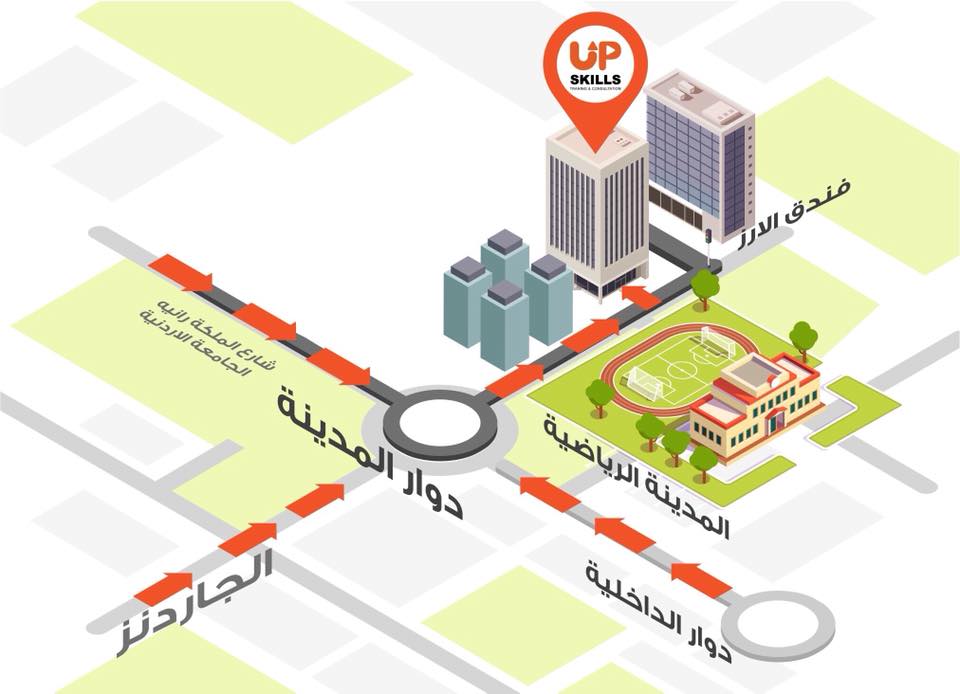 UP
SKILLS
TRAINING & CONSULTATION
فندق الارز
شارع الملكة رانيه
الجامعة الاردنية
دوار المدينة
المدينة الرياضية
الجاردنز
دوار الداخلية